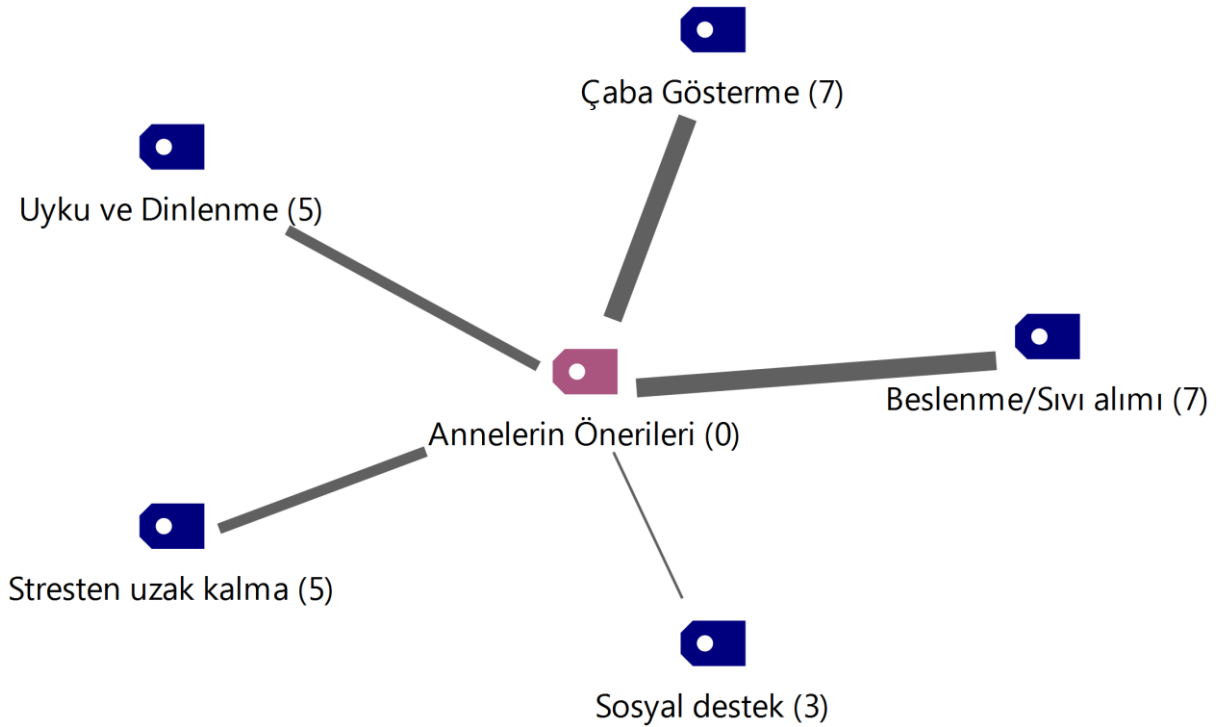 Çaba Gösterme (7)
Uyku ve Dinlenme (5)
Beslenme/Sıvı alımı (7)
Annelerin Önerileri (0)
Stresten uzak kalma (5)
Sosyal destek (3)